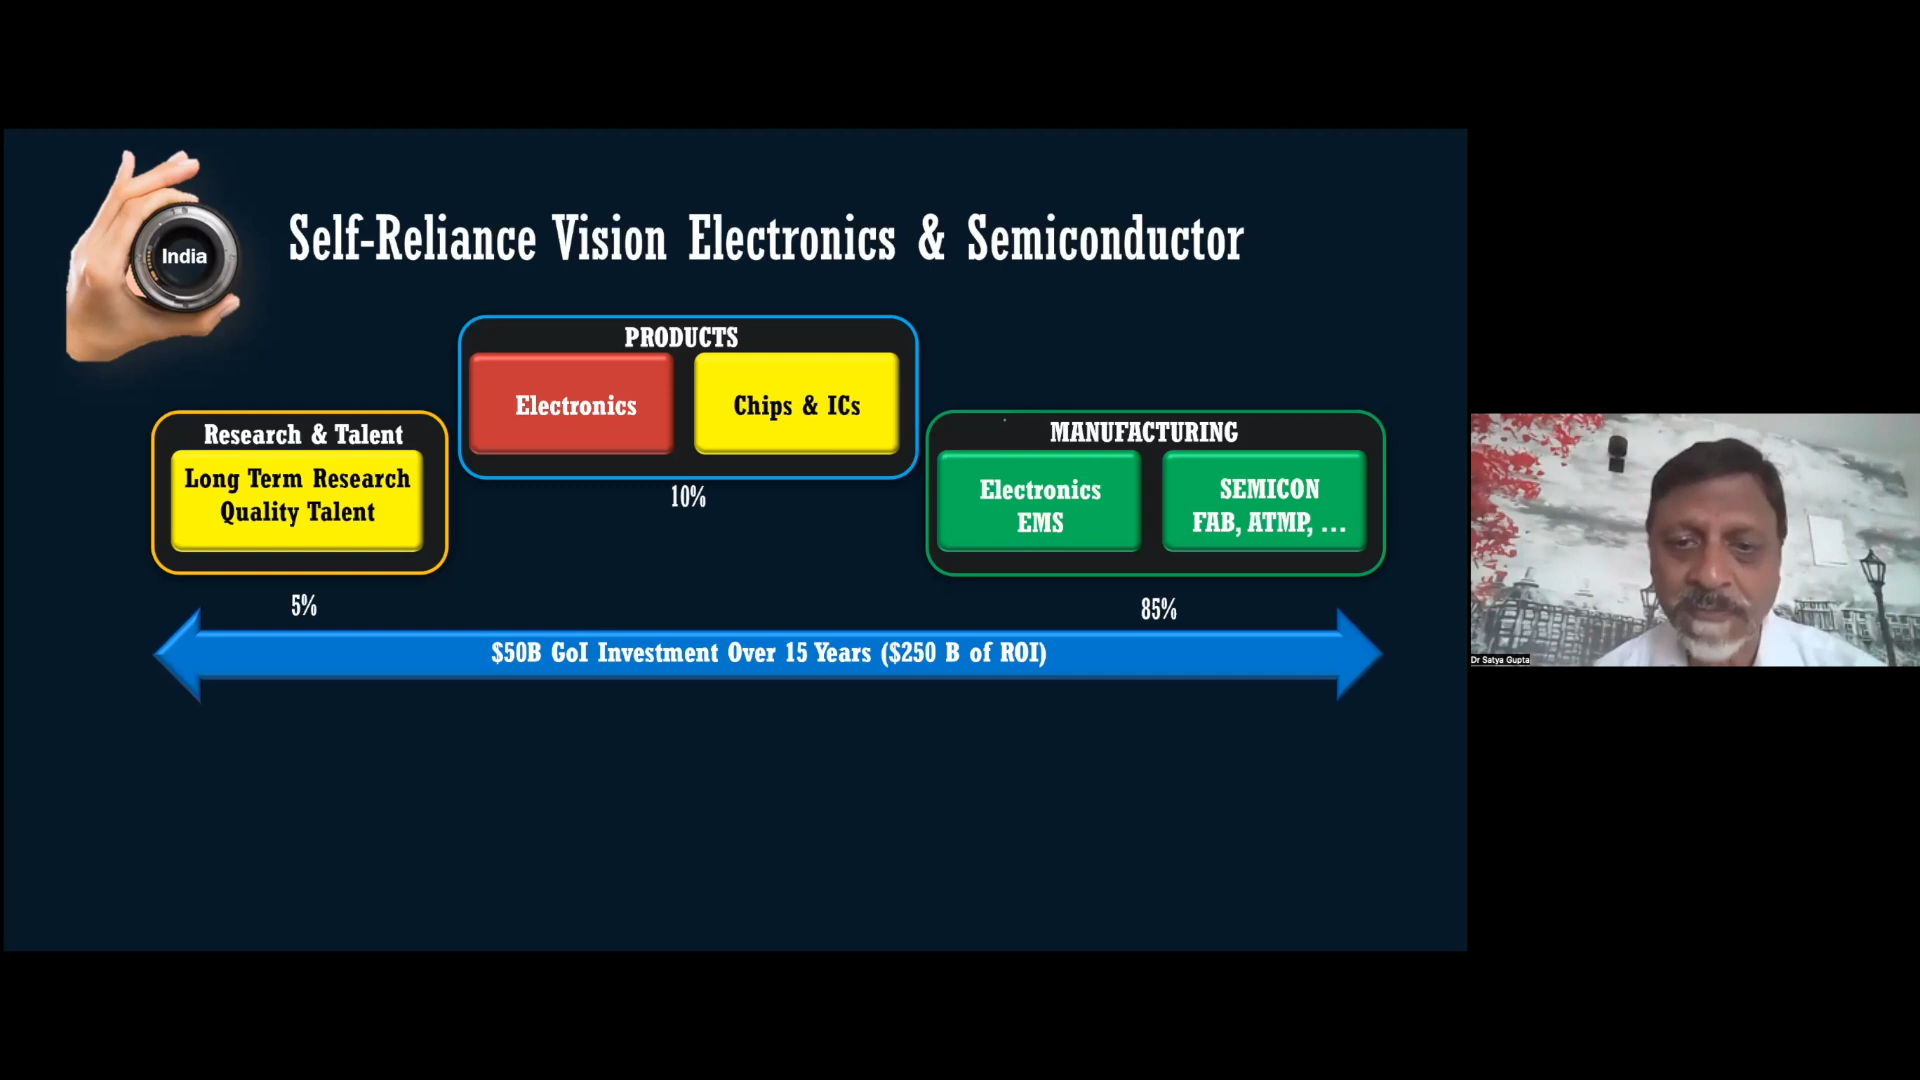 India
Self-Reliance Vision Electronics & Semiconductor
PRODUCTS
Electronics
Chips & ICs
Research & Talent
Long Term Research
Quality Talent
MANUFACTURING
Electronics
EMS
SEMICON
FAB, ATMP, ...
10%
5%
85%
$50B GoI Investment Over 15 Years ($250 B of ROI)
Dr Satya Gupta